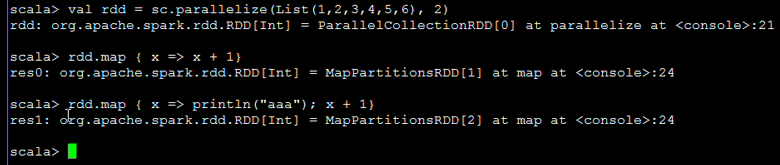 scala> val rdd = sc.parallelize(List(1,2,3,4,5,6), 2)
rdd: org.apache.spark.rdd.RDD[Int] = ParallelCollectionRDD[0] at parallelize at <console>:21
scala> rdd.map { x => x + 1}
res0: org.apache.spark.rdd.RDD[Int] = MapPartitionsRDD[1] at map at <console>:24
scala> rdd.map { x => println("aaa"); x + 1}
res1: org.apache.spark.rdd.RDD[Int] = MapPartitionsRDD[2] at map at <console>:24
scala>